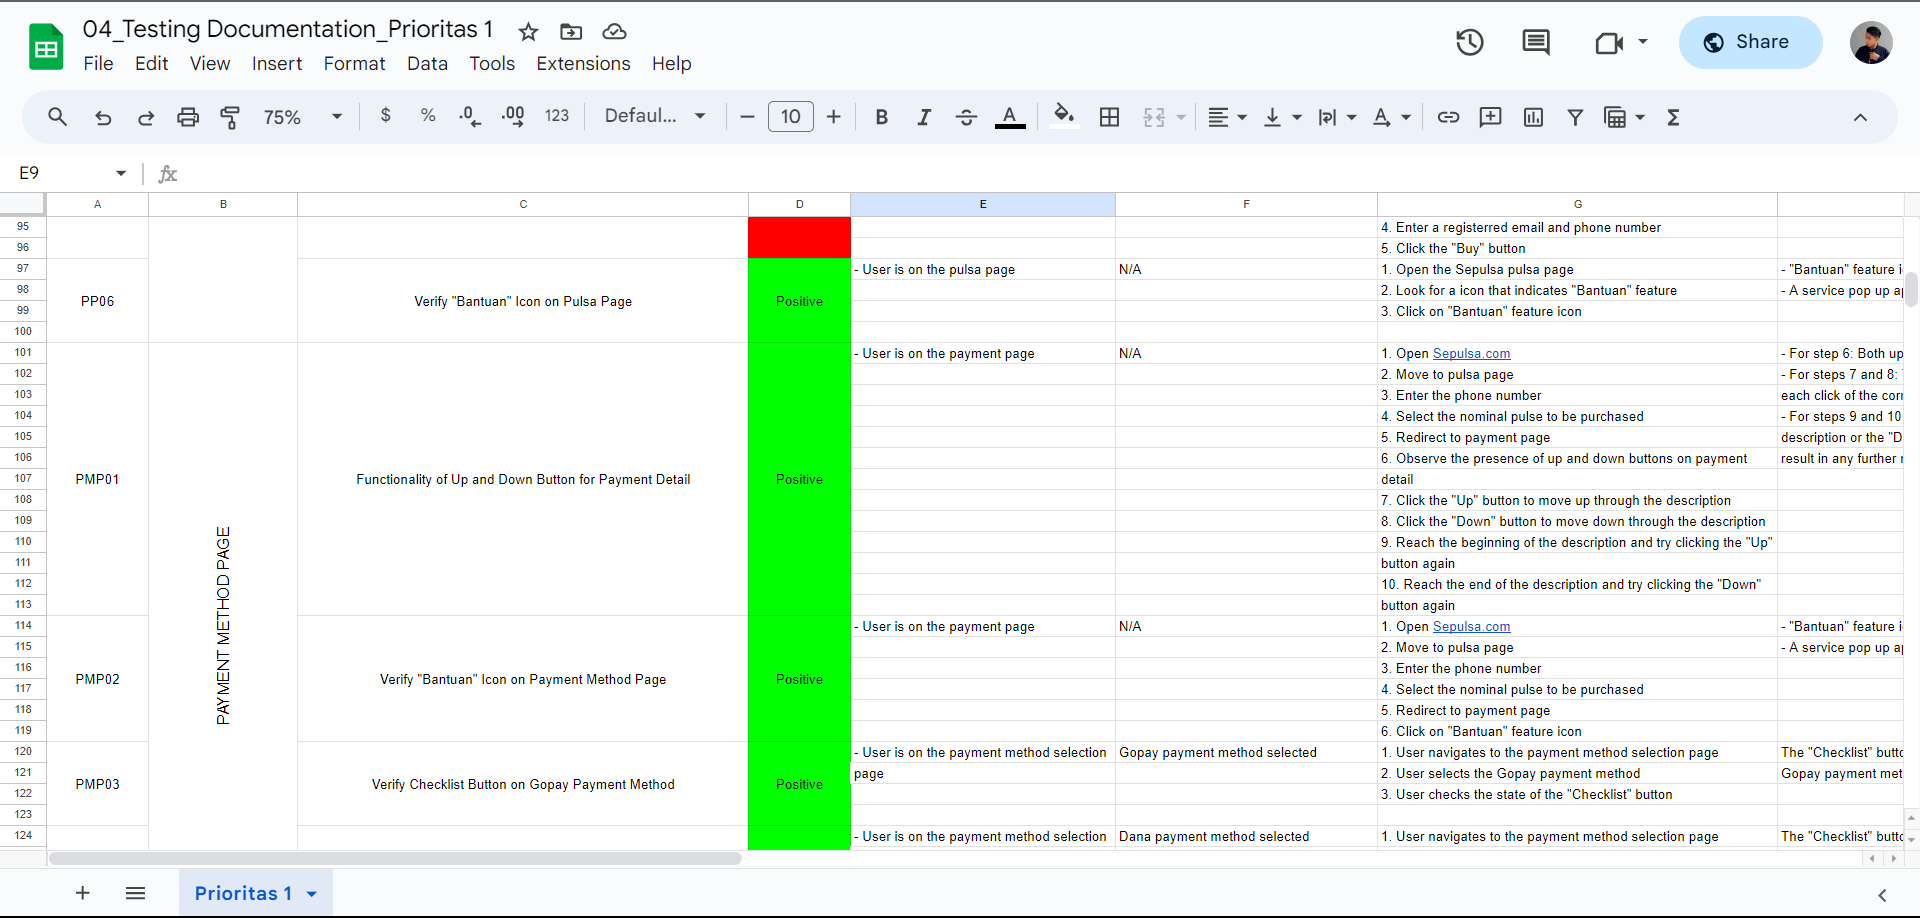 04_Testing Documentation_Prioritas 1
File Edit View Insert Format Data Tools Extensions Help
Share
75% $ % .0 .00 123 Defaul... 10 B I A
E9 fx
A B C D E F G
95 4. Enter a registerred email and phone number
96 5. Click the "Buy" button
97 - User is on the pulsa page N/A 1. Open the Sepulsa pulsa page - "Bantuan" feature
98 PP06 Verify "Bantuan" Icon on Pulsa Page Positive 2. Look for a icon that indicates "Bantuan" feature - A service pop up
99 3. Click on "Bantuan" feature icon
100
101 - User is on the payment page N/A 1. Open Sepulsa.com - For step 6: Both up
102 2. Move to pulsa page - For steps 7 and 8:
103 3. Enter the phone number each click of the
104 4. Select the nominal pulse to be purchased - For steps 9 and 10
105 5. Redirect to payment page description or the "D
106 6. Observe the presence of up and down buttons on payment result in any further
107 PMP01 Functionality of Up and Down Button for Payment Detail Positive detail
108 7. Click the "Up" button to move up through the description
109 8. Click the "Down" button to move down through the description
110 9. Reach the beginning of the description and try clicking the "Up"
111 button again
112 10. Reach the end of the description and try clicking the "Down"
113 button again
PAYMENT METHOD PAGE
114 - User is on the payment page N/A 1. Open Sepulsa.com - "Bantuan" feature
115 2. Move to pulsa page - A service pop up
116 PMP02 Verify "Bantuan" Icon on Payment Method Page Positive 3. Enter the phone number
117 4. Select the nominal pulse to be purchased
118 5. Redirect to payment page
119 6. Click on "Bantuan" feature icon
120 - User is on the payment method selection Gopay payment method selected 1. User navigates to the payment method selection page The "Checklist"
121 page 2. User selects the Gopay payment method Gopay payment
122 PMP03 Verify Checklist Button on Gopay Payment Method Positive 3. User checks the state of the "Checklist" button
123
124 - User is on the payment method selection Dana payment method selected 1. User navigates to the payment method selection page The "Checklist"
Prioritas 1